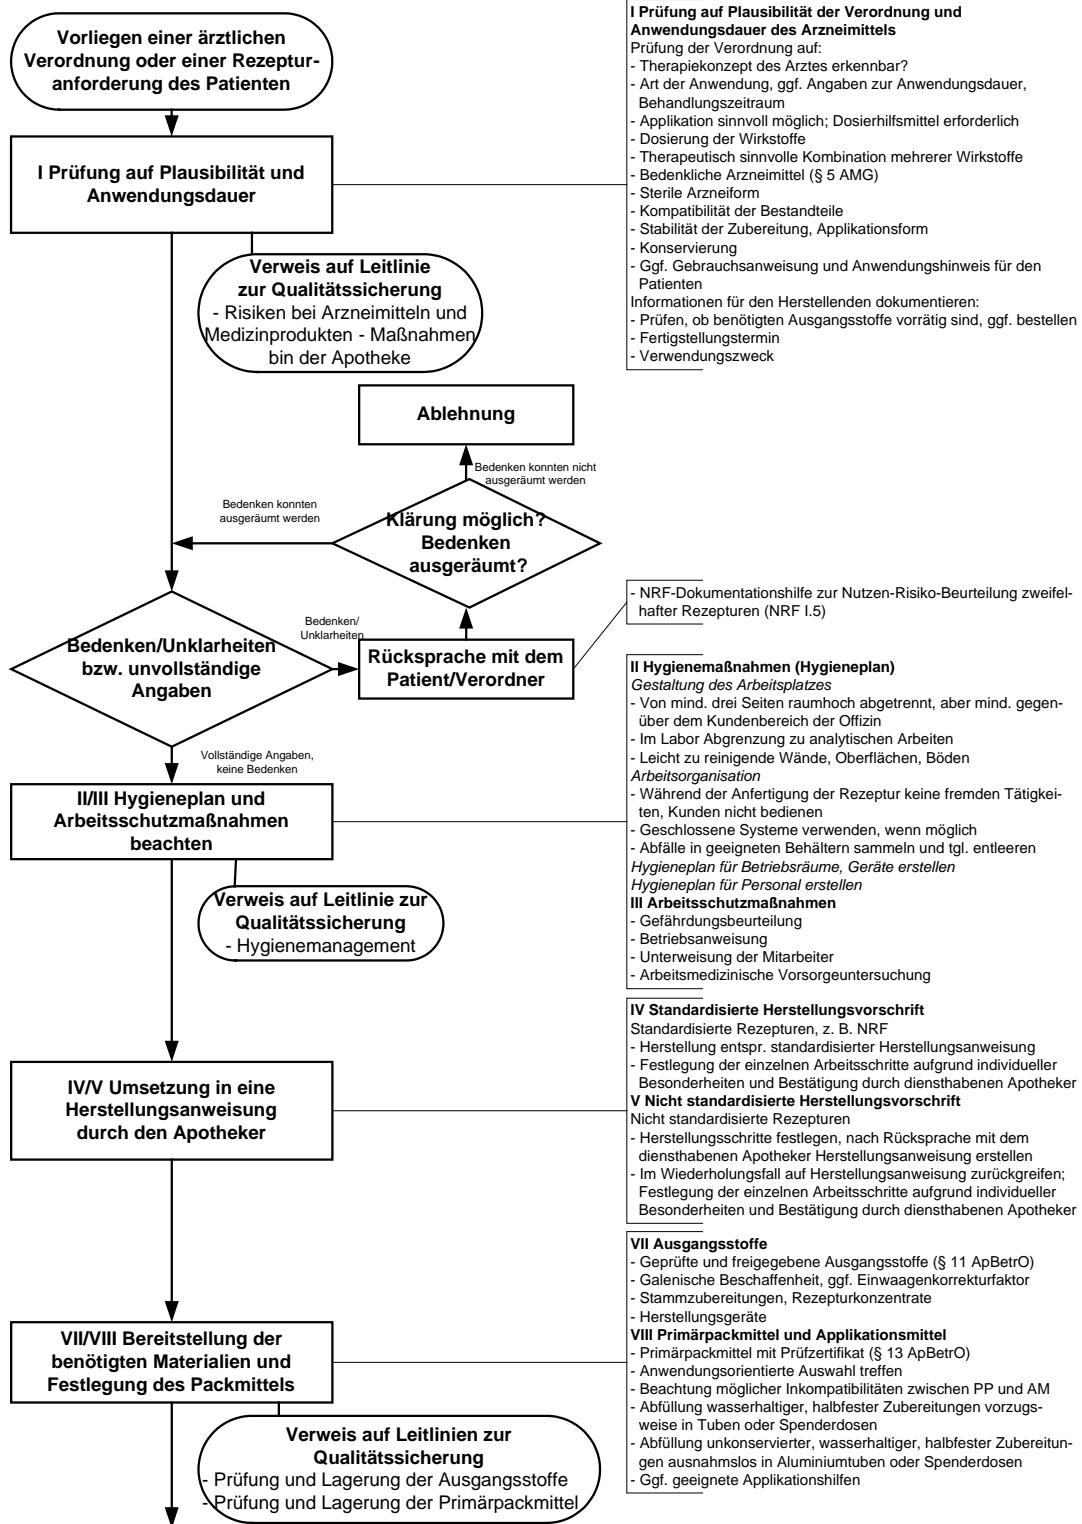 Vorliegen einer ärztlichen
Verordnung oder einer Rezeptur-
anforderung des Patienten
I Prüfung auf Plausibilität und
Anwendungsdauer
I Prüfung auf Plausibilität der Verordnung und
Anwendungsdauer des Arzneimittels
Prüfung der Verordnung auf:
- Therapiekonzept des Arztes erkennbar?
- Art der Anwendung, ggf. Angaben zur Anwendungsdauer,
Behandlungszeitraum
- Applikation sinnvoll möglich; Dosierhilfsmittel erforderlich
- Dosierung der Wirkstoffe
- Therapeutisch sinnvolle Kombination mehrerer Wirkstoffe
- Bedenkliche Arzneimittel (§ 5 AMG)
- Sterile Arzneiform
- Kompatibilität der Bestandteile
- Stabilität der Zubereitung, Applikationsform
- Konservierung
- Ggf. Gebrauchsanweisung und Anwendungshinweis für den
Patienten
Informationen für den Herstellenden dokumentieren:
- Prüfen, ob benötigten Ausgangsstoffe vorrätig sind, ggf. bestellen
- Fertigstellungstermin
- Verwendungszweck
Verweis auf Leitlinie
zur Qualitätssicherung
- Risiken bei Arzneimitteln und
Medizinprodukten - Maßnahmen
bin der Apotheke
Ablehnung
Bedenken konnten nicht
ausgeräumt werden
Bedenken konnten
ausgeräumt werden
Klärung möglich?
Bedenken
ausgeräumt?
Bedenken/Unklarheiten
bzw. unvollständige
Angaben
Bedenken/
Unklarheiten
Rücksprache mit dem
Patient/Verordner
- NRF-Dokumentationshilfe zur Nutzen-Risiko-Beurteilung zweifel-
hafter Rezepturen (NRF I.5)
Vollständige Angaben,
keine Bedenken
II/III Hygieneplan und
Arbeitsschutzmaßnahmen
beachten
II Hygienemaßnahmen (Hygieneplan)
Gestaltung des Arbeitsplatzes
- Von mind. drei Seiten raumhoch abgetrennt, aber mind. gegen-
über dem Kundenbereich der Offizin
- Im Labor Abgrenzung zu analytischen Arbeiten
- Leicht zu reinigende Wände, Oberflächen, Böden
Arbeitsorganisation
- Während der Anfertigung der Rezeptur keine fremden Tätigkei-
ten, Kunden nicht bedienen
- Geschlossene Systeme verwenden, wenn möglich
- Abfälle in geeigneten Behältern sammeln und tgl. entleeren
Hygieneplan für Betriebsräume, Geräte erstellen
Hygieneplan für Personal erstellen
III Arbeitsschutzmaßnahmen
- Gefährdungsbeurteilung
- Betriebsanweisung
- Unterweisung der Mitarbeiter
- Arbeitsmedizinische Vorsorgeuntersuchung
Verweis auf Leitlinie zur
Qualitätssicherung
- Hygienemanagement
IV/V Umsetzung in eine
Herstellungsanweisung
durch den Apotheker
IV Standardisierte Herstellungsvorschrift
Standardisierte Rezepturen, z. B. NRF
- Herstellung entspr. standardisierter Herstellungsanweisung
- Festlegung der einzelnen Arbeitsschritte aufgrund individueller
Besonderheiten und Bestätigung durch diensthabenen Apotheker
V Nicht standardisierte Herstellungsvorschrift
Nicht standardisierte Rezepturen
- Herstellungsschritte festlegen, nach Rücksprache mit dem
diensthabenen Apotheker Herstellungsanweisung erstellen
- Im Wiederholungsfall auf Herstellungsanweisung zurückgreifen;
Festlegung der einzelnen Arbeitsschritte aufgrund individueller
Besonderheiten und Bestätigung durch diensthabenen Apotheker
VII/VIII Bereitstellung der
benötigten Materialien und
Festlegung des Packmittels
VII Ausgangsstoffe
- Geprüfte und freigegebene Ausgangsstoffe (§ 11 ApBetrO)
- Galenische Beschaffenheit, ggf. Einwaagenkorrekturfaktor
- Stammzubereitungen, Rezepturkonzentrate
- Herstellungsgeräte
VIII Primärpackmittel und Applikationsmittel
- Primärpackmittel mit Prüfzertifikat (§ 13 ApBetrO)
- Anwendungsorientierte Auswahl treffen
- Beachtung möglicher Inkompatibilitäten zwischen PP und AM
- Abfüllung wasserhaltiger, halbfester Zubereitungen vorzugs-
weise in Tuben oder Spenderdosen
- Abfüllung unkonservierter, wasserhaltiger, halbfester Zubereitun-
gen ausnahmslos in Aluminiumtuben oder Spenderdosen
- Ggf. geeignete Applikationshilfen
Verweis auf Leitlinien zur
Qualitätssicherung
- Prüfung und Lagerung der Ausgangsstoffe
- Prüfung und Lagerung der Primärpackmittel